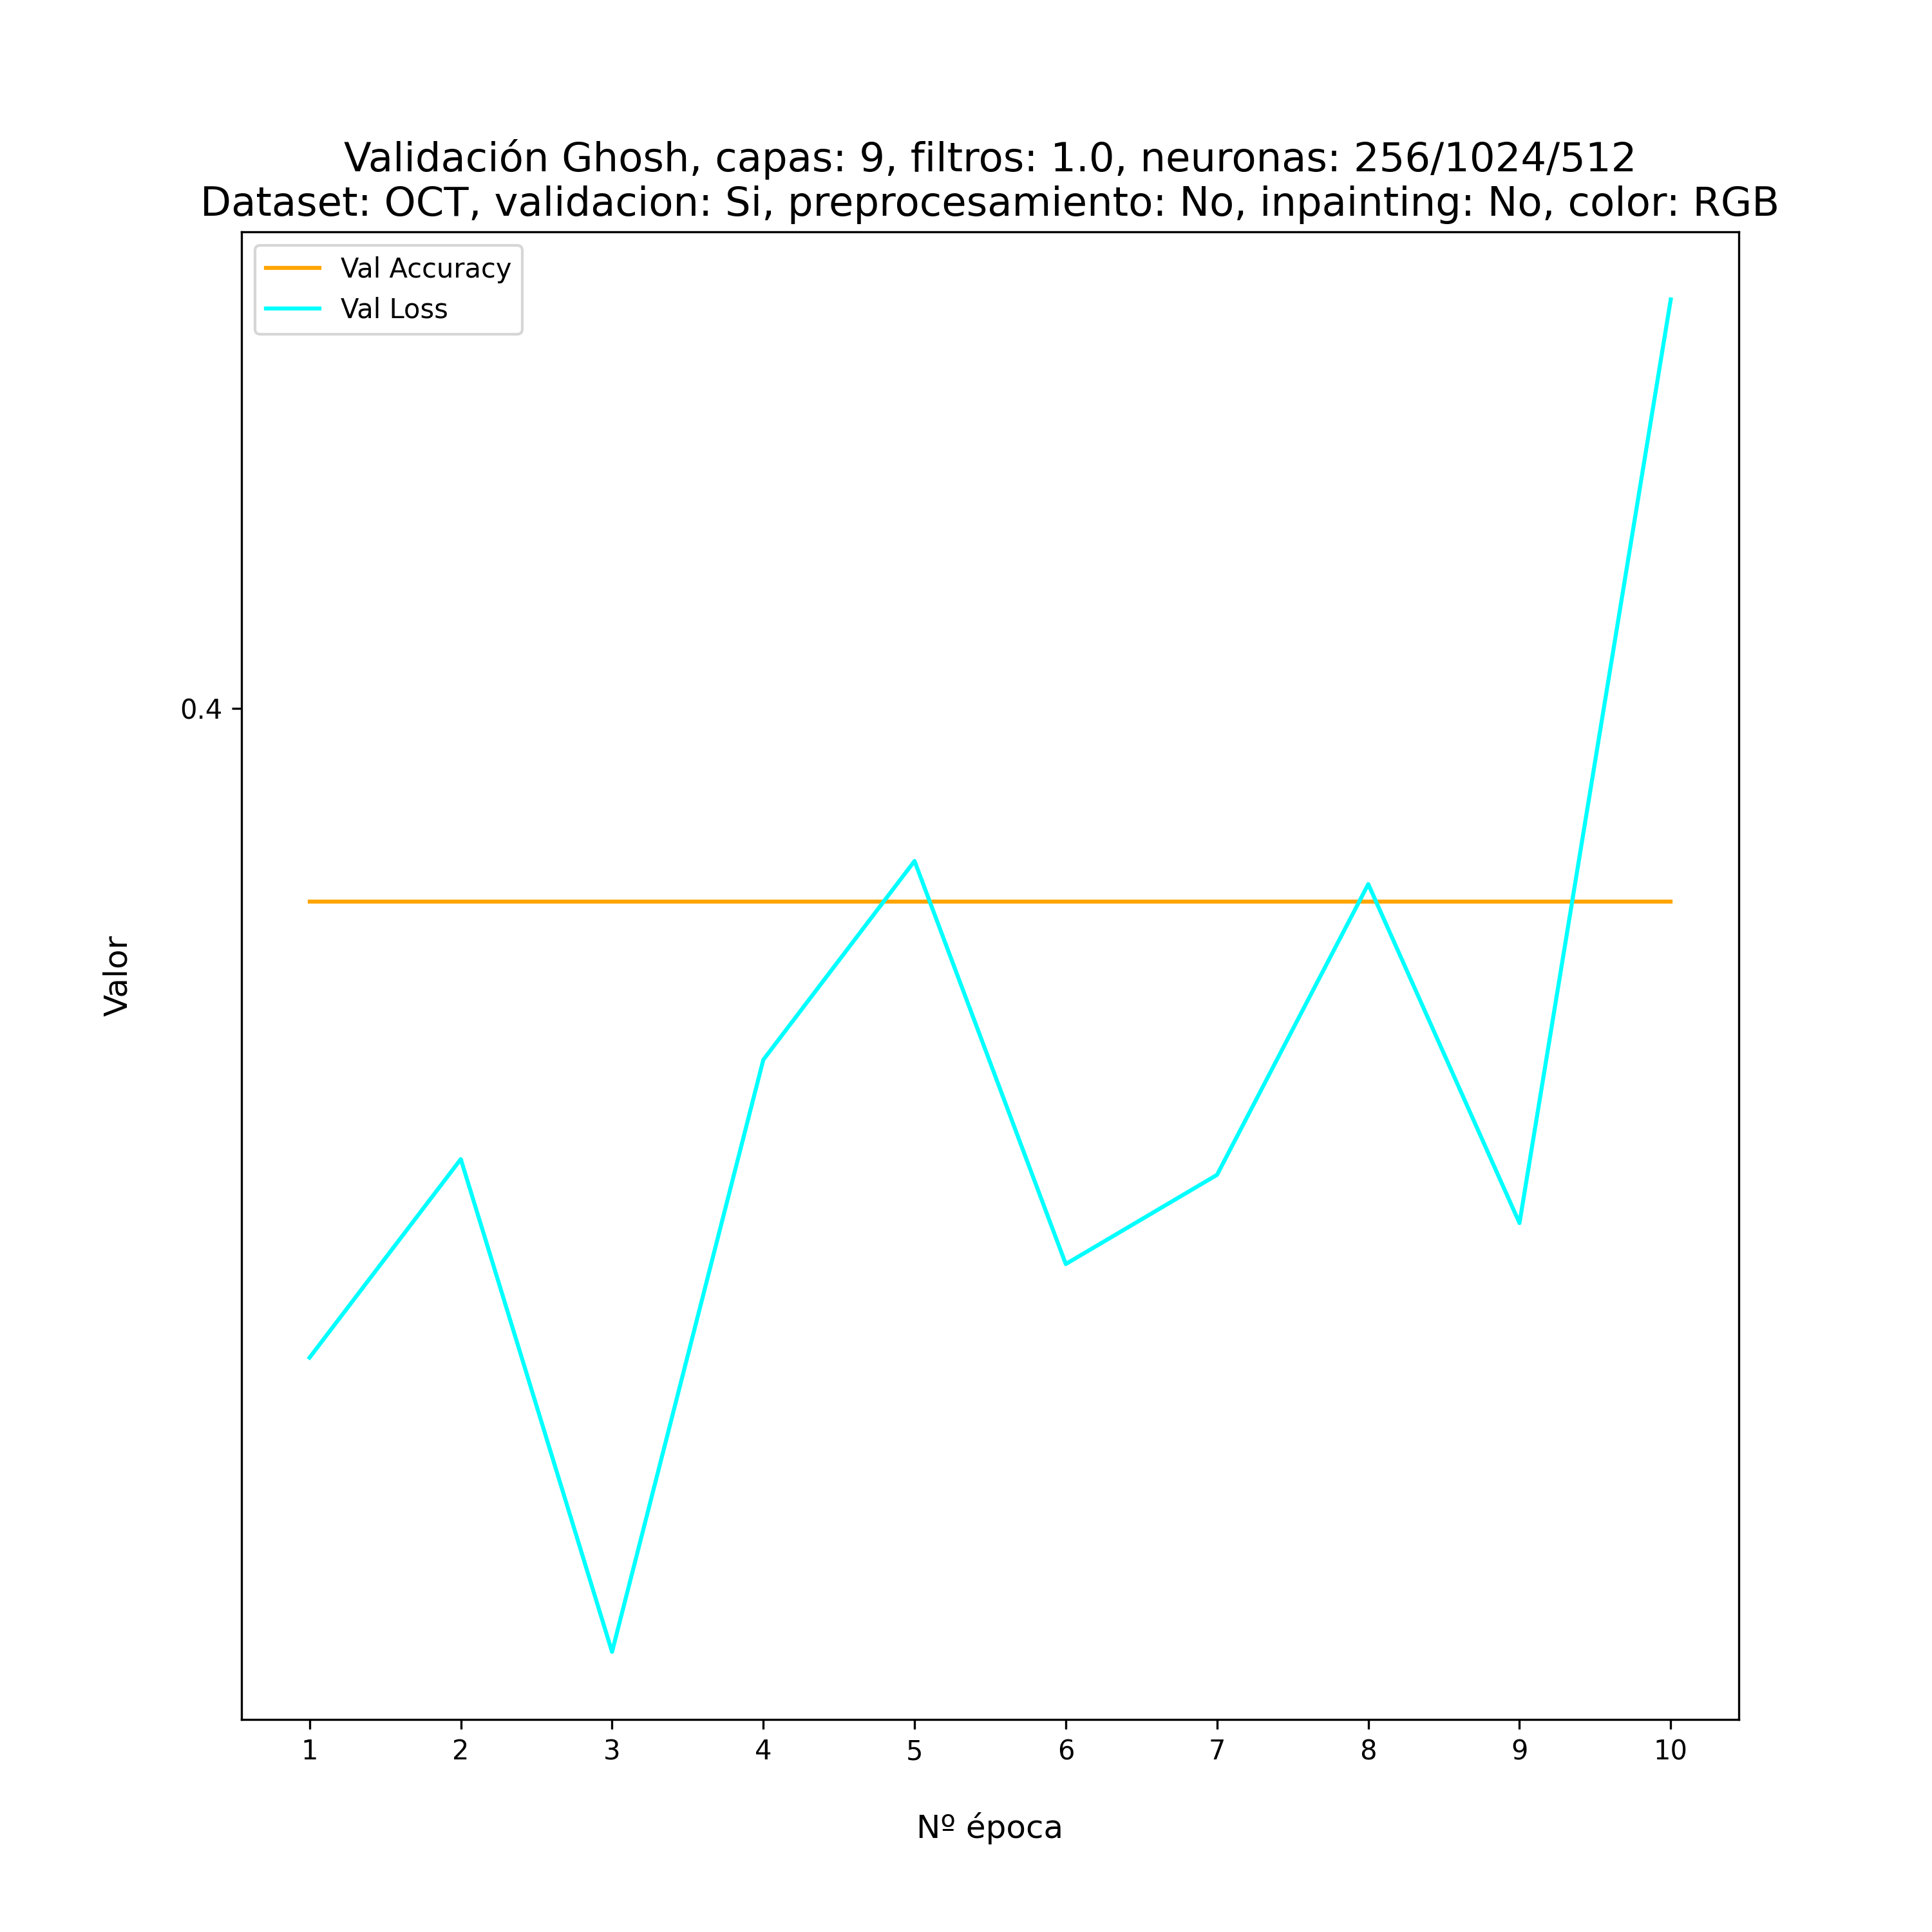 Validación Ghosh, capas: 9, filtros: 1.0, neuronas: 256/1024/512
Dataset: OCT, validacion: Si, preprocesamiento: No, inpainting: No, color: RGB
Val Accuracy
Val Loss
0.4
Valor
1 2 3 4 5 6 7 8 9 10
Nº época